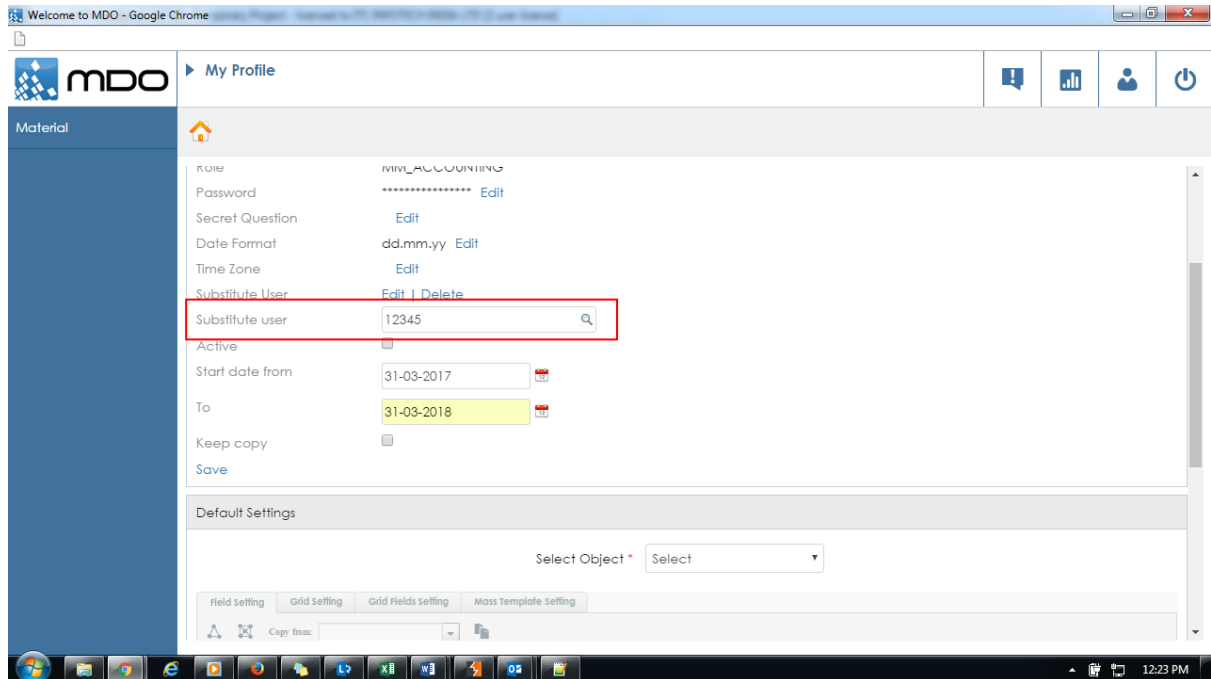 Welcome to MDO - Google Chrome
MDO
My Profile
Material
Role MM_ACCOUNTING
Password **************** Edit
Secret Question Edit
Date Format dd.mm.yy Edit
Time Zone Edit
Substitute User Edit | Delete
Substitute user 12345
Active
Start date from 31-03-2017
To 31-03-2018
Keep copy
Save
Default Settings
Select Object * Select
Field Setting Grid Setting Grid Fields Setting Mass Template Setting
Copy from:
12:23 PM